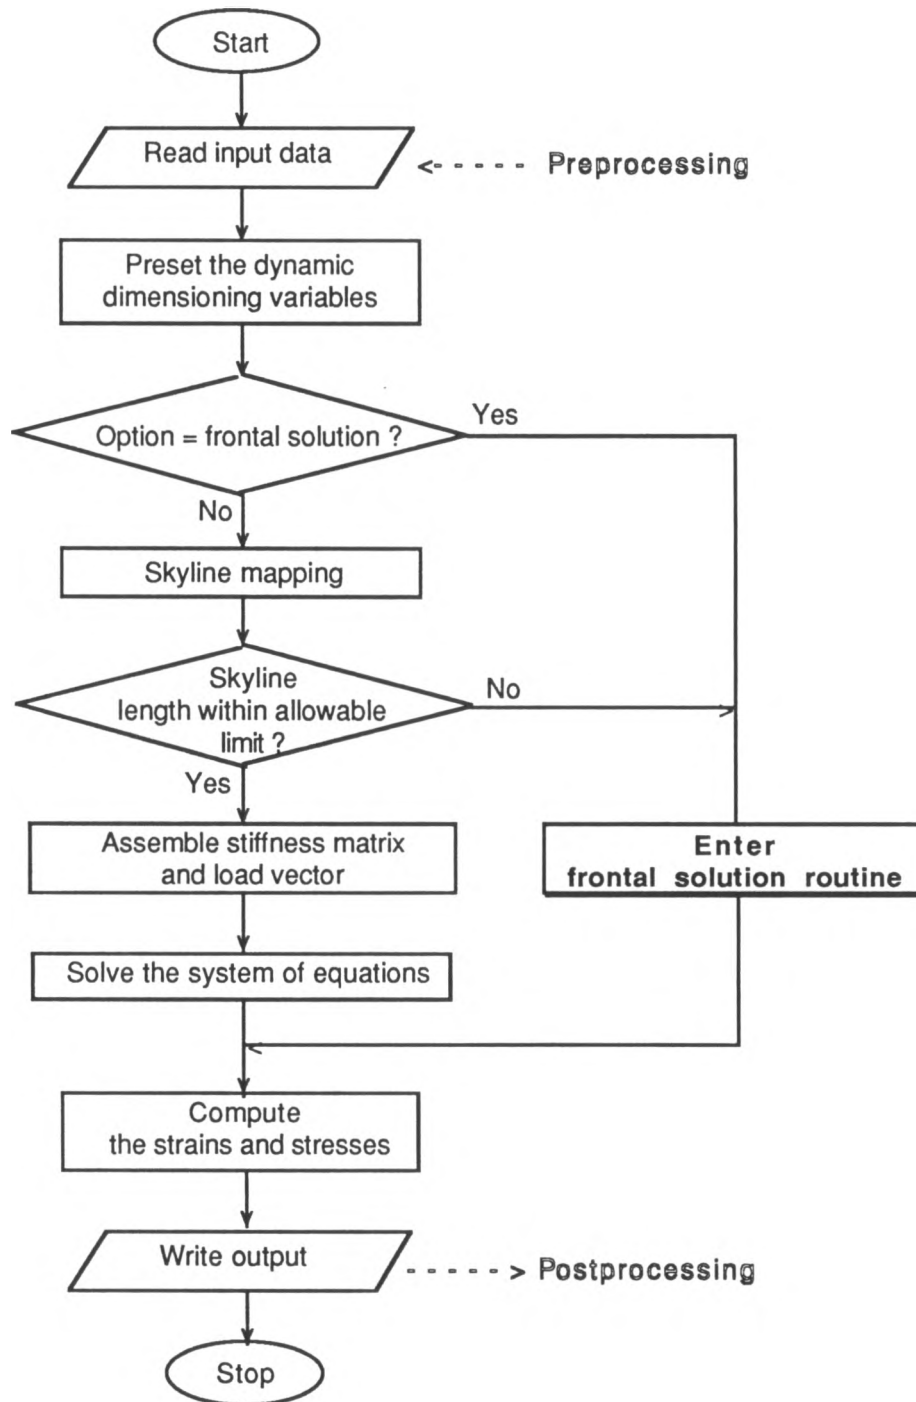 Start
Read input data
Preprocessing
Preset the dynamic
dimensioning variables
Option = frontal solution ?
Yes
No
Skyline mapping
Skyline
length within allowable
limit ?
No
Yes
Assemble stiffness matrix
and load vector
Enter
frontal solution routine
Solve the system of equations
Compute
the strains and stresses
Write output
Postprocessing
Stop